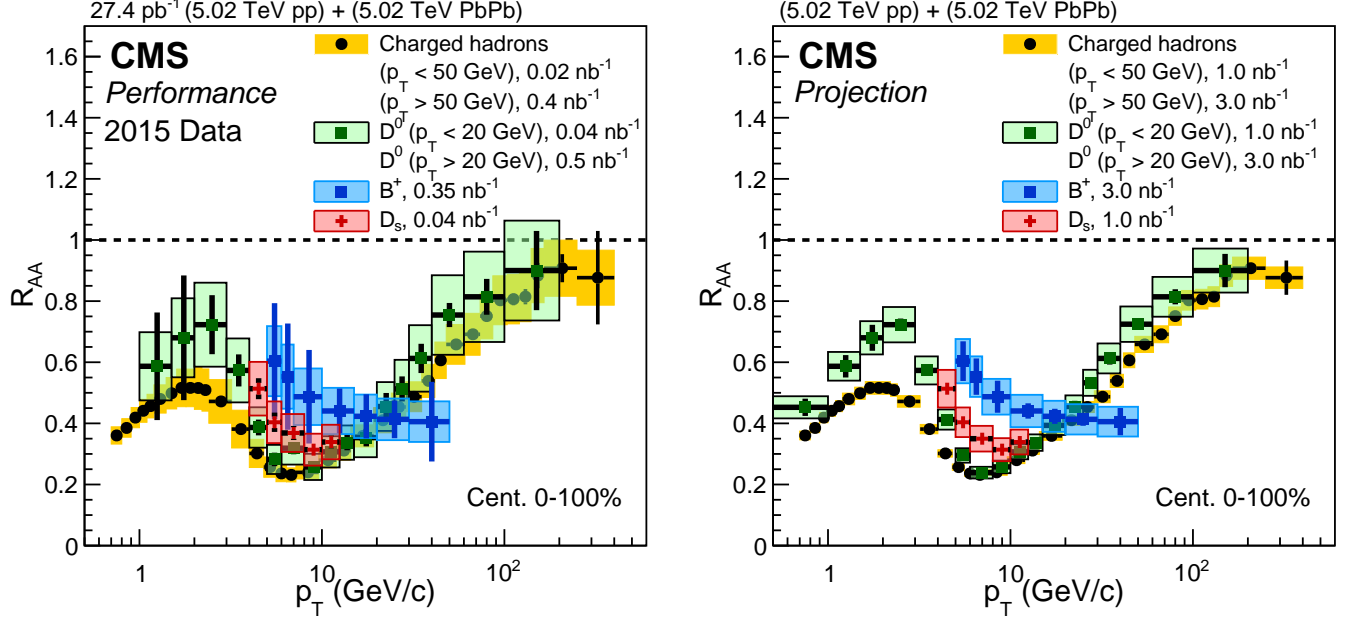 27.4 pb⁻¹ (5.02 TeV pp) + (5.02 TeV PbPb)
CMS
Performance
2015 Data
Charged hadrons
(p_T < 50 GeV), 0.02 nb⁻¹
(p_T > 50 GeV), 0.4 nb⁻¹
D⁰ (p_T < 20 GeV), 0.04 nb⁻¹
D⁰ (p_T > 20 GeV), 0.5 nb⁻¹
B⁺, 0.35 nb⁻¹
D_s, 0.04 nb⁻¹
R_AA
1.6
1.4
1.2
1
0.8
0.6
0.4
0.2
0
Cent. 0-100%
1 10 10²
p_T (GeV/c)
(5.02 TeV pp) + (5.02 TeV PbPb)
CMS
Projection
Charged hadrons
(p_T < 50 GeV), 1.0 nb⁻¹
(p_T > 50 GeV), 3.0 nb⁻¹
D⁰ (p_T < 20 GeV), 1.0 nb⁻¹
D⁰ (p_T > 20 GeV), 3.0 nb⁻¹
B⁺, 3.0 nb⁻¹
D_s, 1.0 nb⁻¹
R_AA
1.6
1.4
1.2
1
0.8
0.6
0.4
0.2
0
Cent. 0-100%
1 10 10²
p_T (GeV/c)